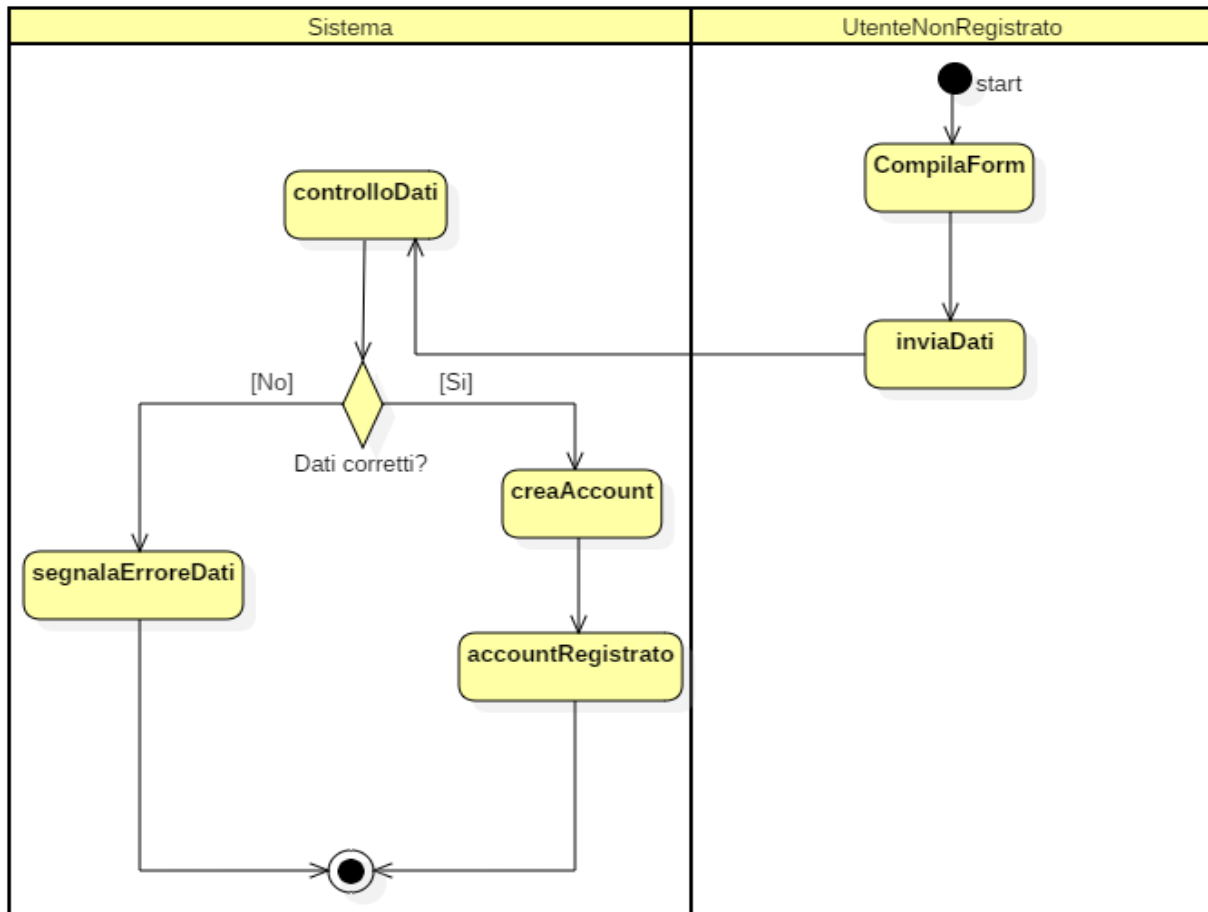 Sistema
UtenteNonRegistrato
start
CompilaForm
controlloDati
inviaDati
[No]
[Si]
Dati corretti?
creaAccount
segnalaErroreDati
accountRegistrato